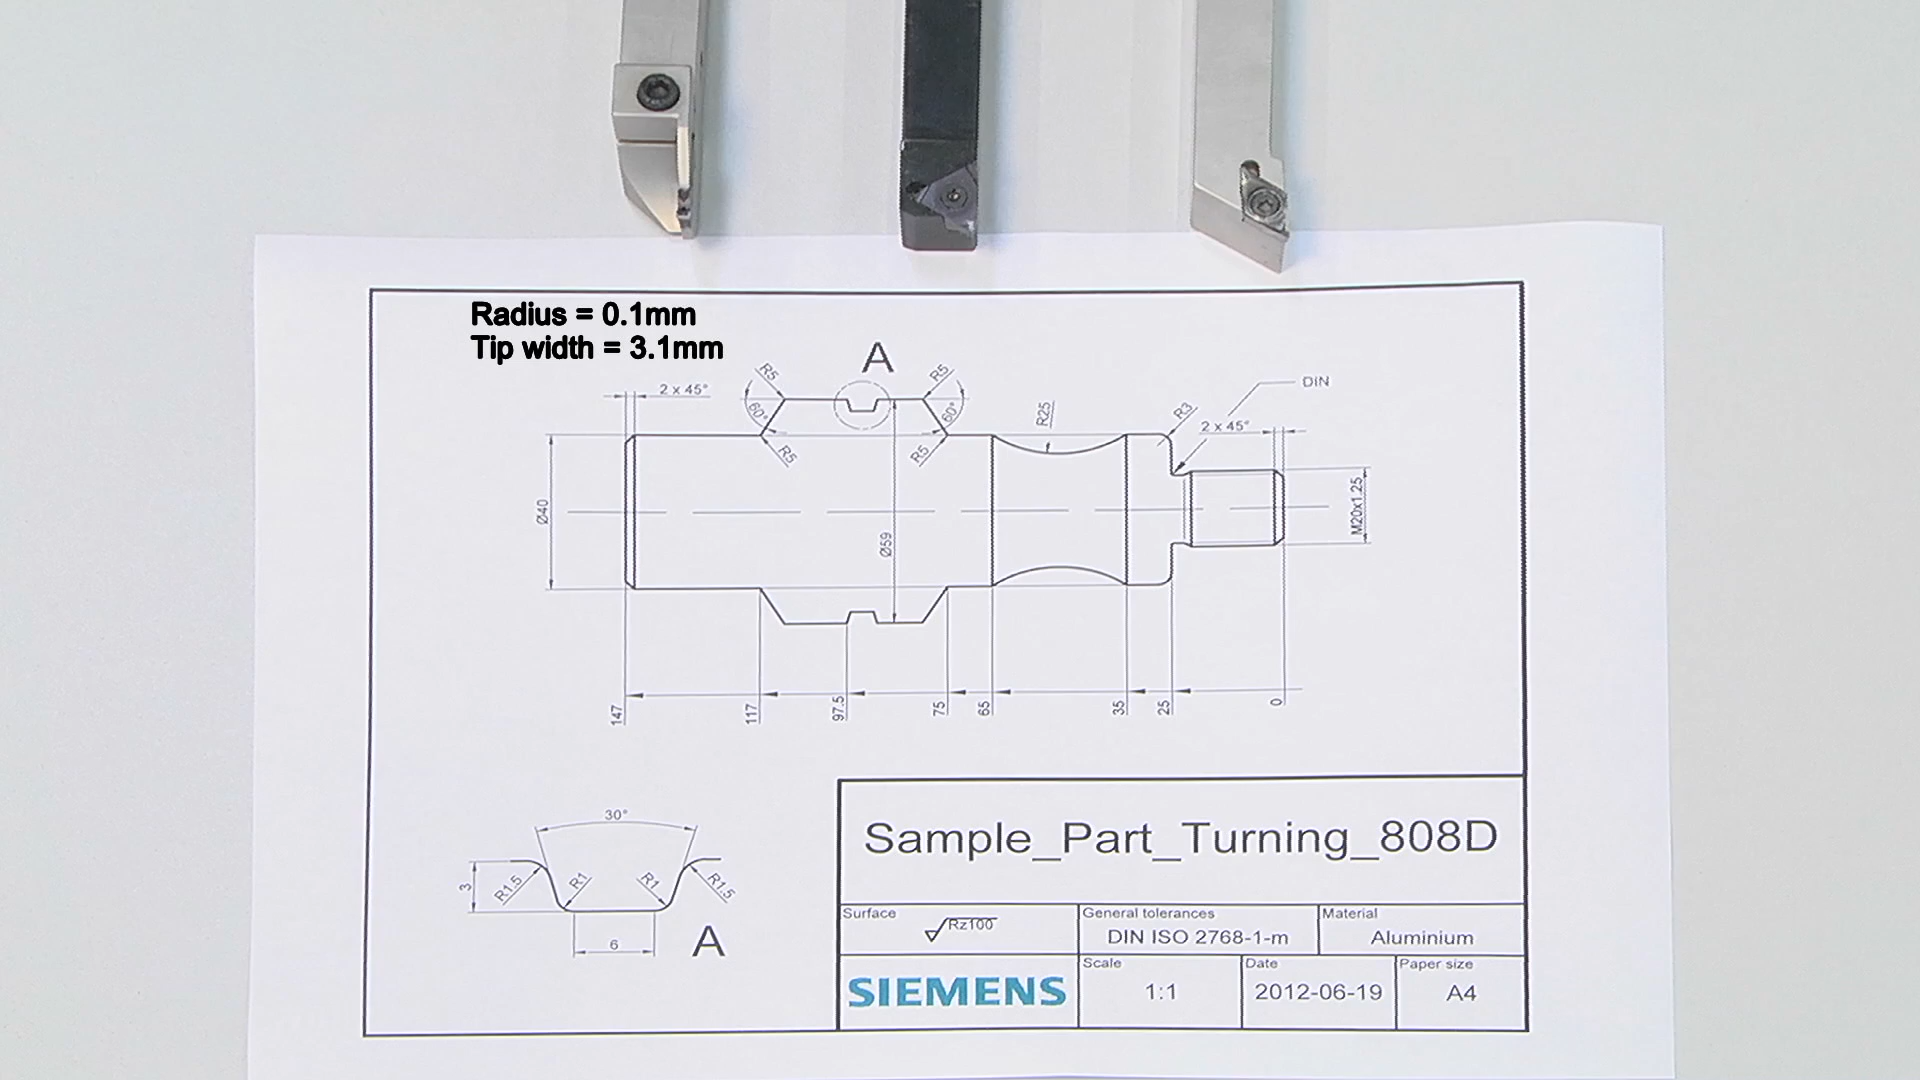 Radius = 0.1mm
Tip width = 3.1mm
A
R5
R5
2 x 45°
DIN
60°
60°
R25
R3
2 x 45°
R5
R5
Ø40
Ø59
M20x1.25
147
117
97.5
75
65
35
25
0
30°
3
R1.5
R1
R1
R1.5
6
A
Sample_Part_Turning_808D
Surface
Rz100
General tolerances
DIN ISO 2768-1-m
Material
Aluminium
SIEMENS
Scale
1:1
Date
2012-06-19
Paper size
A4